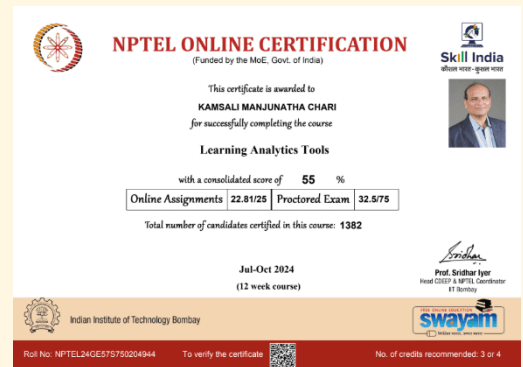 NPTEL ONLINE CERTIFICATION
(Funded by the MoE, Govt. of India)
Skill India
कौशल भारत - कुशल भारत
This certificate is awarded to
KAMSALI MANJUNATHA CHARI
for successfully completing the course
Learning Analytics Tools
with a consolidated score of 55 %
Online Assignments 22.81/25 Proctored Exam 32.5/75
Total number of candidates certified in this course: 1382
Jul-Oct 2024
(12 week course)
Sridhar
Prof. Sridhar Iyer
Head CDEEP & NPTEL Coordinator
IIT Bombay
Indian Institute of Technology Bombay
FREE ONLINE EDUCATION
swayam
Roll No: NPTEL24GE57S750204944 To verify the certificate No. of credits recommended: 3 or 4